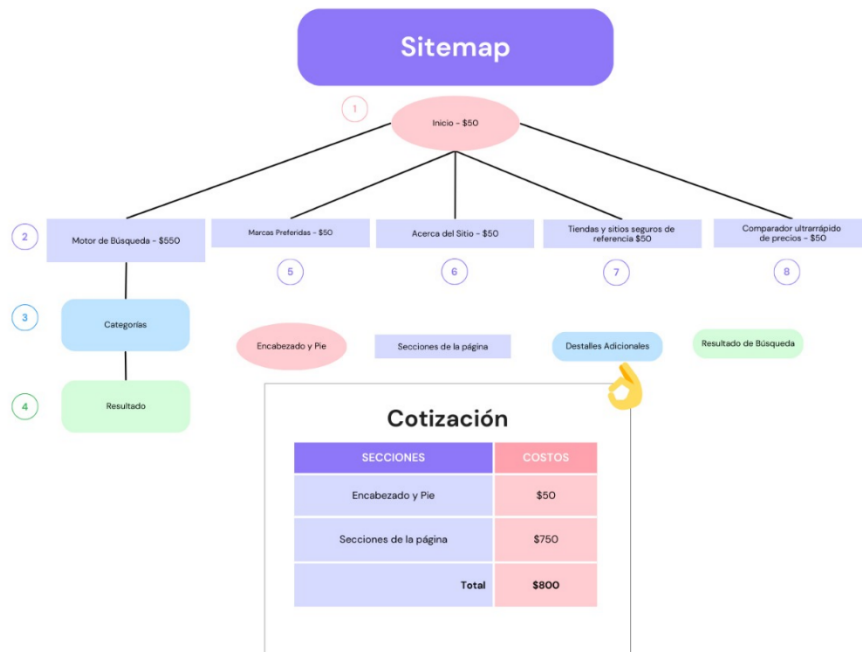 Sitemap
1
Inicio - $50
2
Motor de Búsqueda - $550
Marcas Preferidas - $50
Acerca del Sitio - $50
Tiendas y sitios seguros de
referencia $50
Comparador ultrarrápido
de precios - $50
5
6
7
8
3
Categorías
Encabezado y Pie
Secciones de la página
Destalles Adicionales
Resultado de Búsqueda
4
Resultado
Cotización
SECCIONES COSTOS
Encabezado y Pie $50
Secciones de la página $750
Total $800